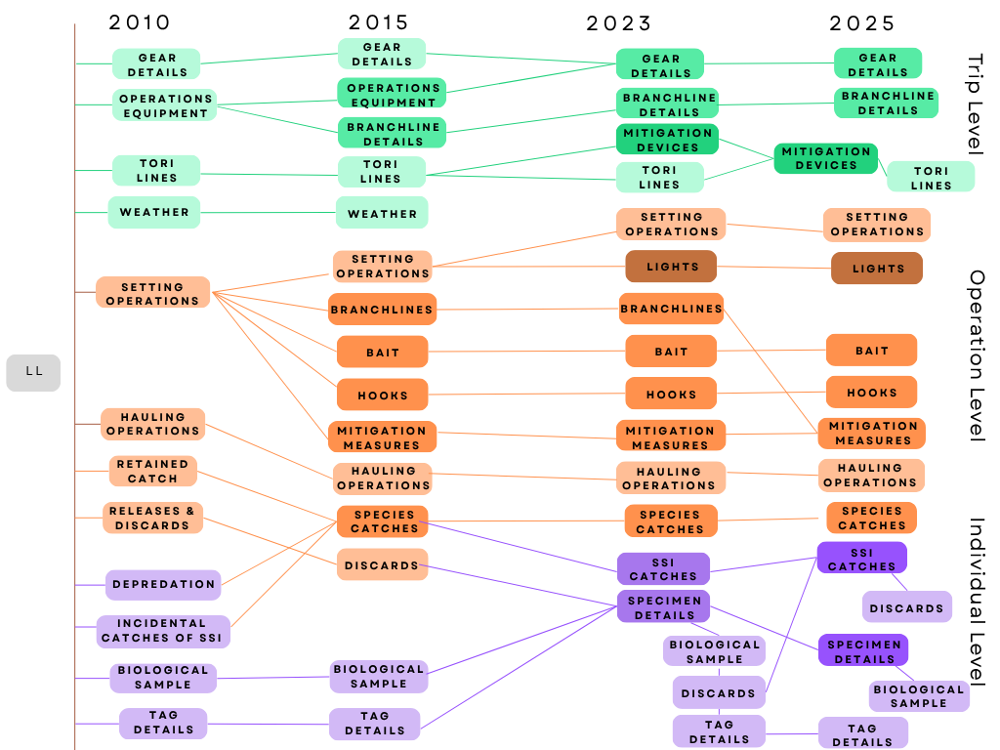 2010
2015
2023
2025
GEAR
DETAILS
OPERATIONS
EQUIPMENT
TORI
LINES
WEATHER
SETTING
OPERATIONS
LL
HAULING
OPERATIONS
RETAINED
CATCH
RELEASES &
DISCARDS
DEPREDATION
INCIDENTAL
CATCHES OF SSI
BIOLOGICAL
SAMPLE
TAG
DETAILS
GEAR
DETAILS
OPERATIONS
EQUIPMENT
BRANCHLINE
DETAILS
TORI
LINES
WEATHER
SETTING
OPERATIONS
BRANCHLINES
BAIT
HOOKS
MITIGATION
MEASURES
HAULING
OPERATIONS
SPECIES
CATCHES
DISCARDS
BIOLOGICAL
SAMPLE
TAG
DETAILS
GEAR
DETAILS
BRANCHLINE
DETAILS
MITIGATION
DEVICES
TORI
LINES
SETTING
OPERATIONS
LIGHTS
BRANCHLINES
BAIT
HOOKS
MITIGATION
MEASURES
HAULING
OPERATIONS
SPECIES
CATCHES
SSI
CATCHES
SPECIMEN
DETAILS
BIOLOGICAL
SAMPLE
DISCARDS
TAG
DETAILS
GEAR
DETAILS
BRANCHLINE
DETAILS
MITIGATION
DEVICES
TORI
LINES
SETTING
OPERATIONS
LIGHTS
BAIT
HOOKS
MITIGATION
MEASURES
HAULING
OPERATIONS
SPECIES
CATCHES
SSI
CATCHES
DISCARDS
SPECIMEN
DETAILS
BIOLOGICAL
SAMPLE
TAG
DETAILS
Trip Level
Operation Level
Individual Level